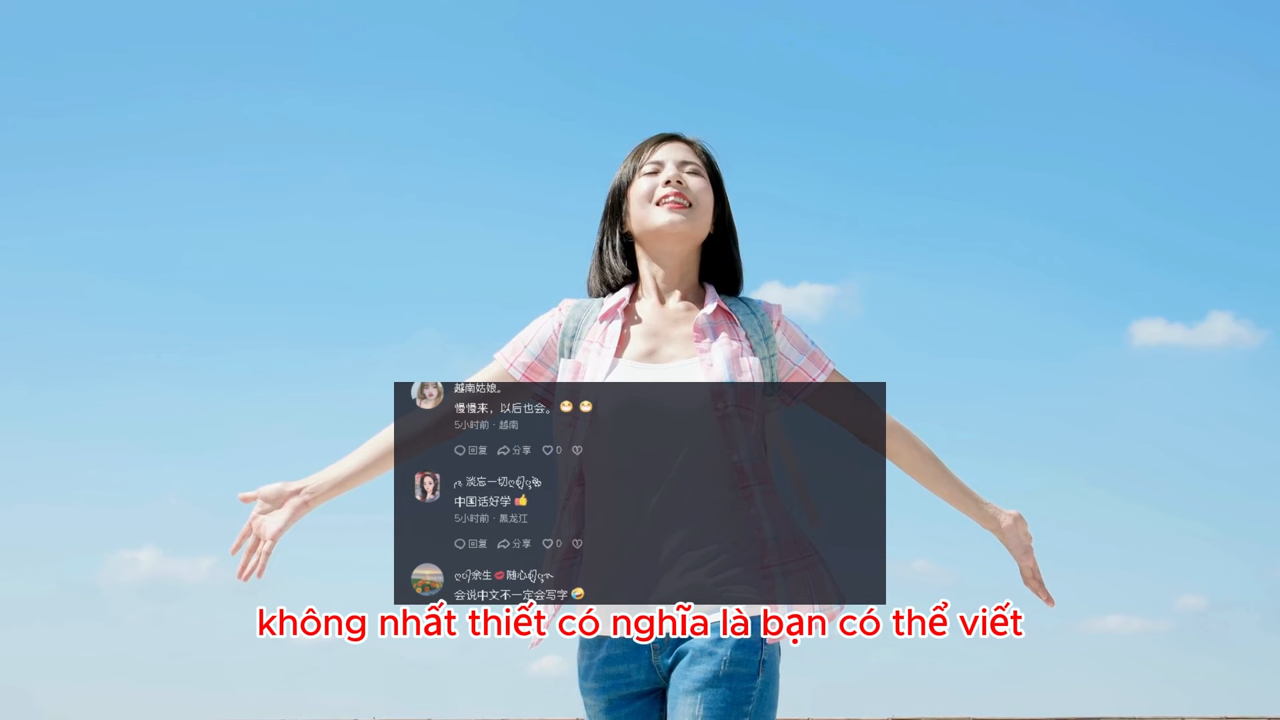 越南姑娘。
慢慢来，以后也会。😁😁
5小时前 · 越南
回复 分享 0
淡忘一切
中国话好学👍
5小时前 · 黑龙江
回复 分享 0
余生💋随心
会说中文不一定会写字🤣
không nhất thiết có nghĩa là bạn có thể viết